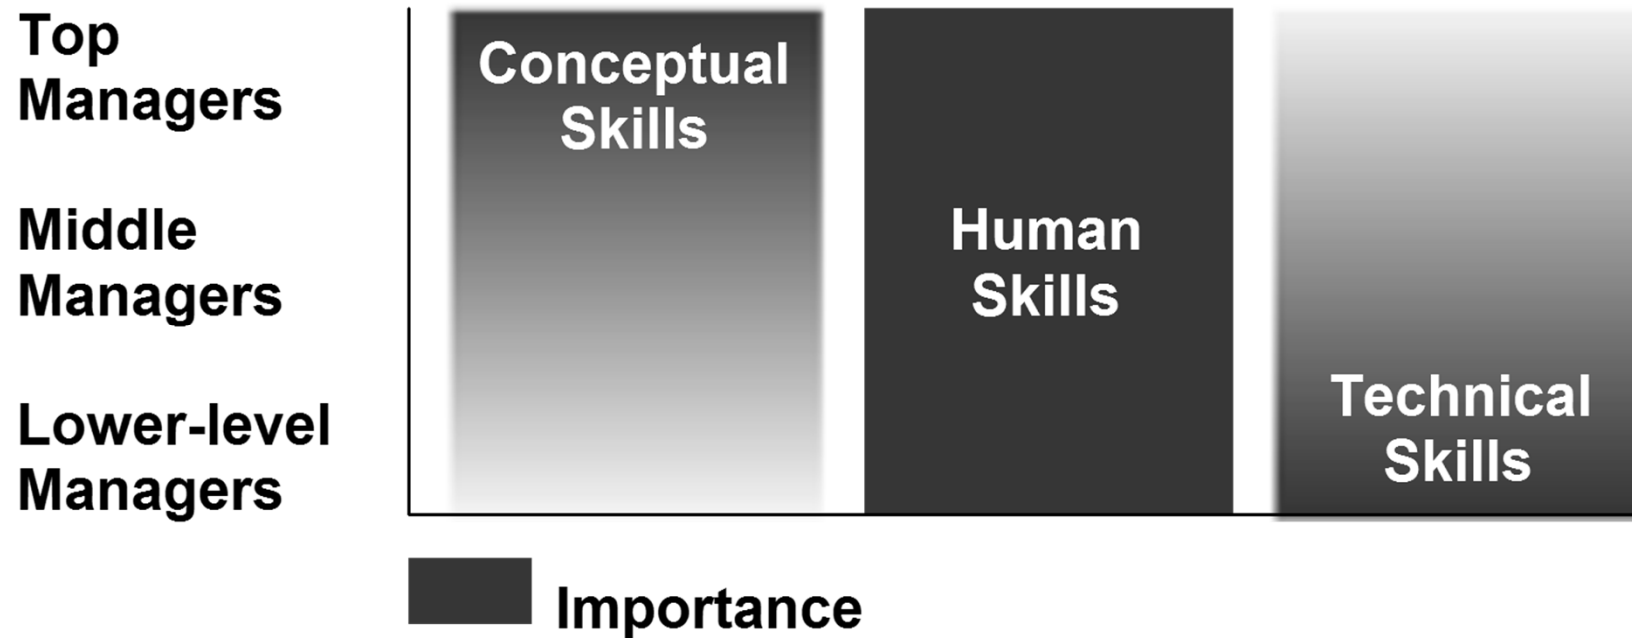 Top
Managers
Middle
Managers
Lower-level
Managers
Conceptual
Skills
Human
Skills
Technical
Skills
Importance